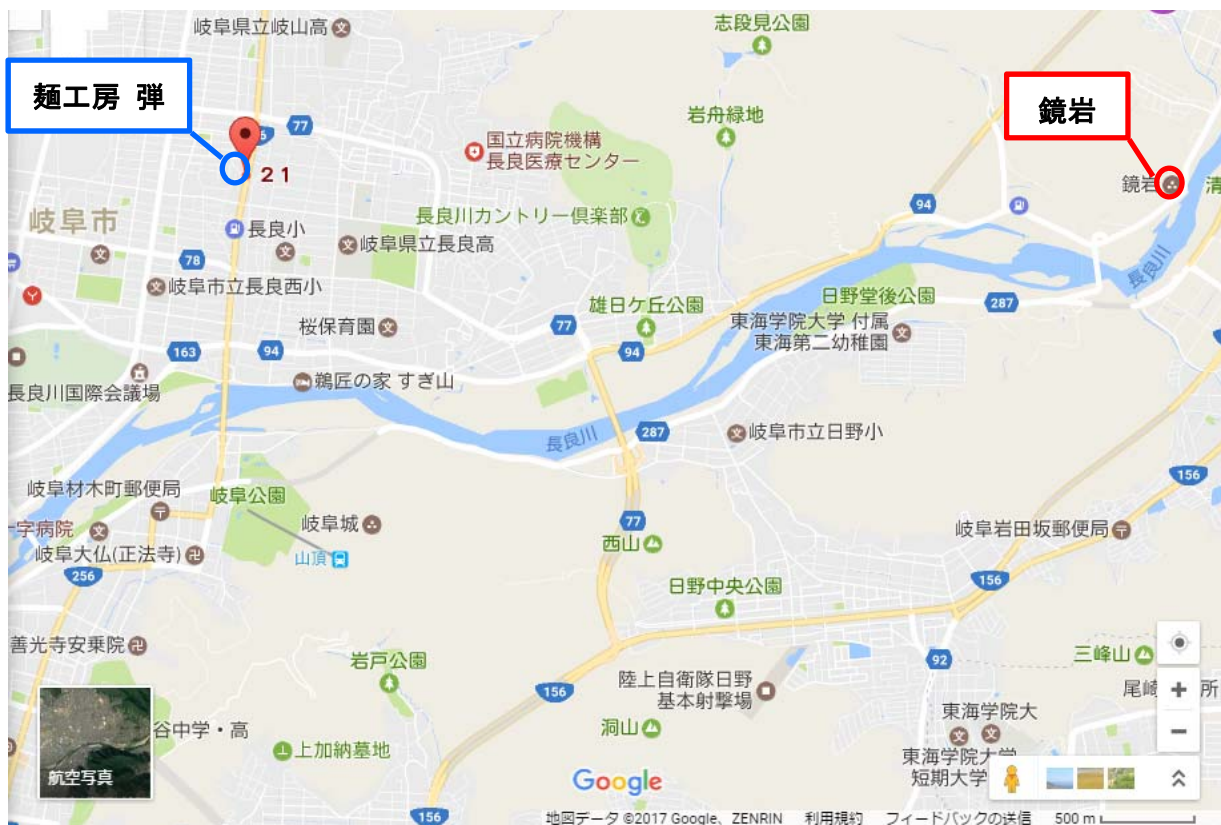 岐阜県立岐山高
志段見公園
麺工房 弾
鏡岩
77
国立病院機構
長良医療センター
岩舟緑地
21
鏡岩
清
岐阜市
長良小
長良川カントリー倶楽部
岐阜県立長良高
94
78
岐阜市立長良西小
長良川
雄日ケ丘公園
日野堂後公園
287
桜保育園
77
東海学院大学 付属
東海第二幼稚園
163
94
94
長良川国際会議場
鵜匠の家 すぎ山
長良川
287
岐阜市立日野小
156
岐阜材木町郵便局
岐阜公園
一字病院
岐阜城
77
岐阜岩田坂郵便局
岐阜大仏(正法寺)
山頂
西山
256
日野中央公園
156
善光寺安乗院
岩戸公園
92
三峰山
156
陸上自衛隊日野
基本射撃場
尾崎
所
谷中学・高
洞山
東海学院大
上加納墓地
東海学院大学
短期大学
航空写真
Google
156
地図データ ©2017 Google、ZENRIN 利用規約 フィードバックの送信 500 m